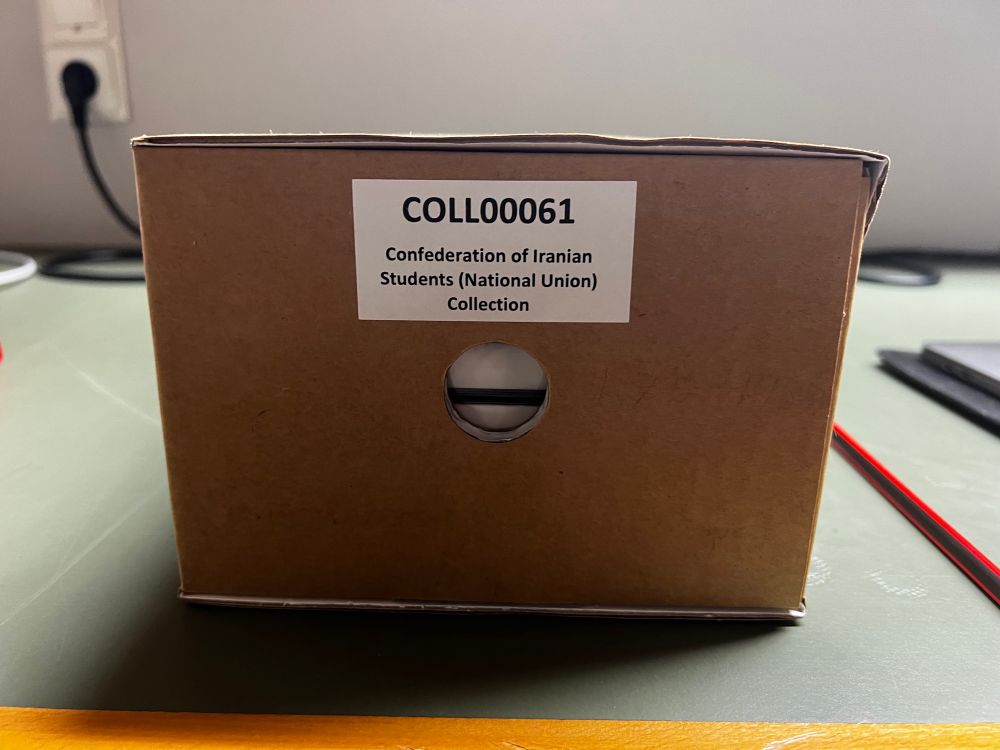 COLL00061
Confederation of Iranian
Students (National Union)
Collection